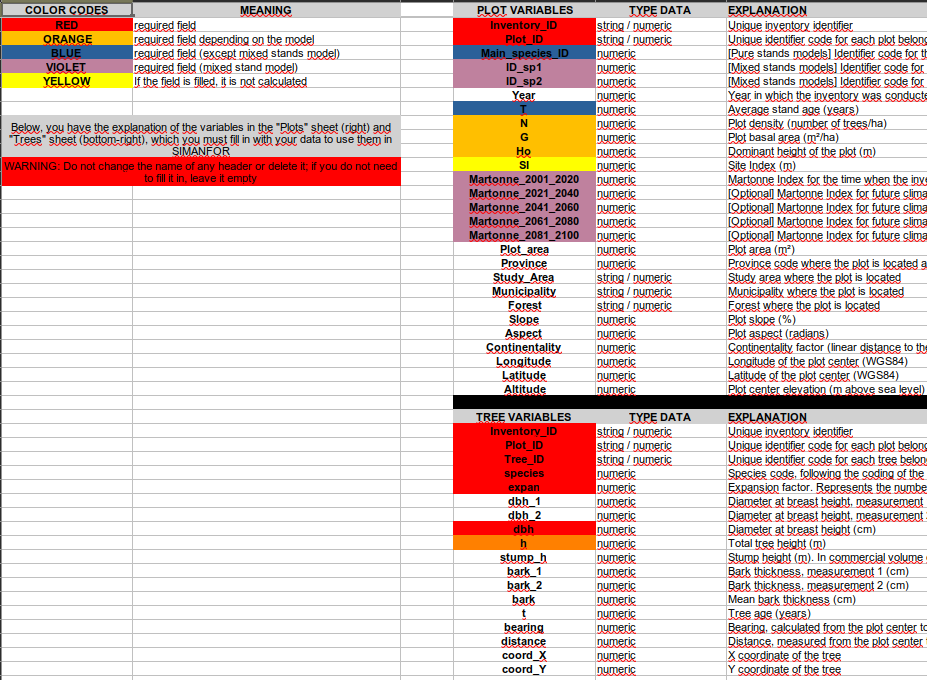 COLOR CODES MEANING
RED required field
ORANGE required field depending on the model
BLUE required field (except mixed stands model)
VIOLET required field (mixed stand model)
YELLOW If the field is filled, it is not calculated
Below, you have the explanation of the variables in the "Plots" sheet (right) and
"Trees" sheet (bottom-right), which you must fill in with your data to use them in
SIMANFOR
WARNING: Do not change the name of any header or delete it; if you do not need
to fill it in, leave it empty
PLOT VARIABLES TYPE DATA EXPLANATION
Inventory_ID string / numeric Unique inventory identifier
Plot_ID string / numeric Unique identifier code for each plot belong
Main_species_ID numeric [Pure stands models] Identifier code for th
ID_sp1 numeric [Mixed stands models] Identifier code for
ID_sp2 numeric [Mixed stands models] Identifier code for
Year numeric Year in which the inventory was conducte
T numeric Average stand age (years)
N numeric Plot density (number of trees/ha)
G numeric Plot basal area (m²/ha)
Ho numeric Dominant height of the plot (m)
SI numeric Site Index (m)
Martonne_2001_2020 numeric Martonne Index for the time when the inve
Martonne_2021_2040 numeric [Optional] Martonne Index for future clima
Martonne_2041_2060 numeric [Optional] Martonne Index for future clima
Martonne_2061_2080 numeric [Optional] Martonne Index for future clima
Martonne_2081_2100 numeric [Optional] Martonne Index for future clima
Plot_area numeric Plot area (m²)
Province numeric Province code where the plot is located a
Study_Area string / numeric Study area where the plot is located
Municipality string / numeric Municipality where the plot is located
Forest string / numeric Forest where the plot is located
Slope numeric Plot slope (%)
Aspect numeric Plot aspect (radians)
Continentality numeric Continentality factor (linear distance to the
Longitude numeric Longitude of the plot center (WGS84)
Latitude numeric Latitude of the plot center (WGS84)
Altitude numeric Plot center elevation (m above sea level)
TREE VARIABLES TYPE DATA EXPLANATION
Inventory_ID string / numeric Unique inventory identifier
Plot_ID string / numeric Unique identifier code for each plot belong
Tree_ID string / numeric Unique identifier code for each tree belon
species numeric Species code, following the coding of the
expan numeric Expansion factor. Represents the numbe
dbh_1 numeric Diameter at breast height, measurement
dbh_2 numeric Diameter at breast height, measurement
dbh numeric Diameter at breast height (cm)
h numeric Total tree height (m)
stump_h numeric Stump height (m). In commercial volume
bark_1 numeric Bark thickness, measurement 1 (cm)
bark_2 numeric Bark thickness, measurement 2 (cm)
bark numeric Mean bark thickness (cm)
t numeric Tree age (years)
bearing numeric Bearing, calculated from the plot center to
distance numeric Distance, measured from the plot center
coord_X numeric X coordinate of the tree
coord_Y numeric Y coordinate of the tree